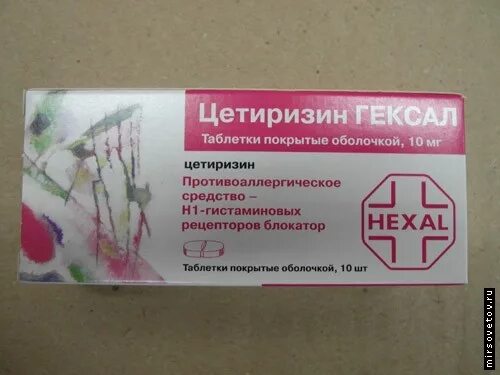 Цетиризин ГЕКСАЛ
Таблетки покрытые оболочкой, 10 мг
цетиризин
Противоаллергическое
средство –
H1-гистаминовых
рецепторов блокатор
HEXAL
Таблетки покрытые оболочкой, 10 шт
mirsovetov.ru